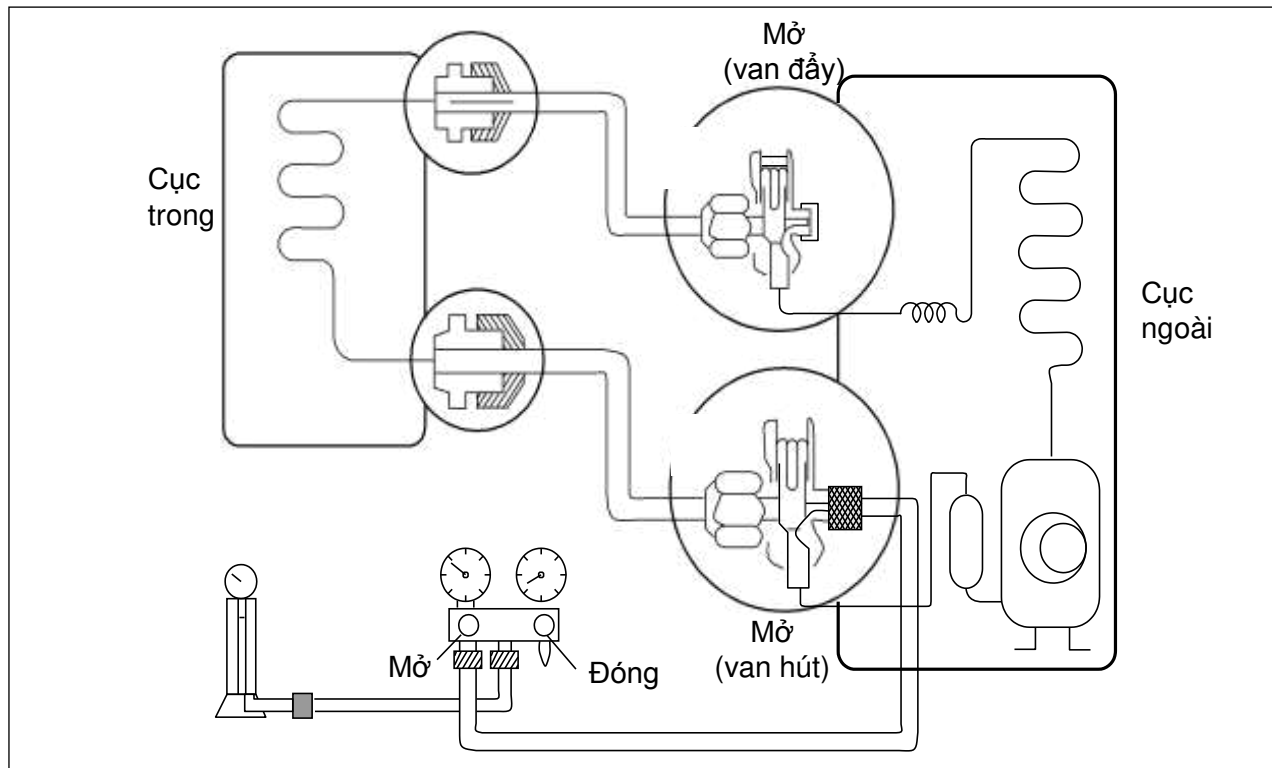 Mở
(van đẩy)
Cục
trong
Cục
ngoài
Mở
(van hút)
Mở
Đóng